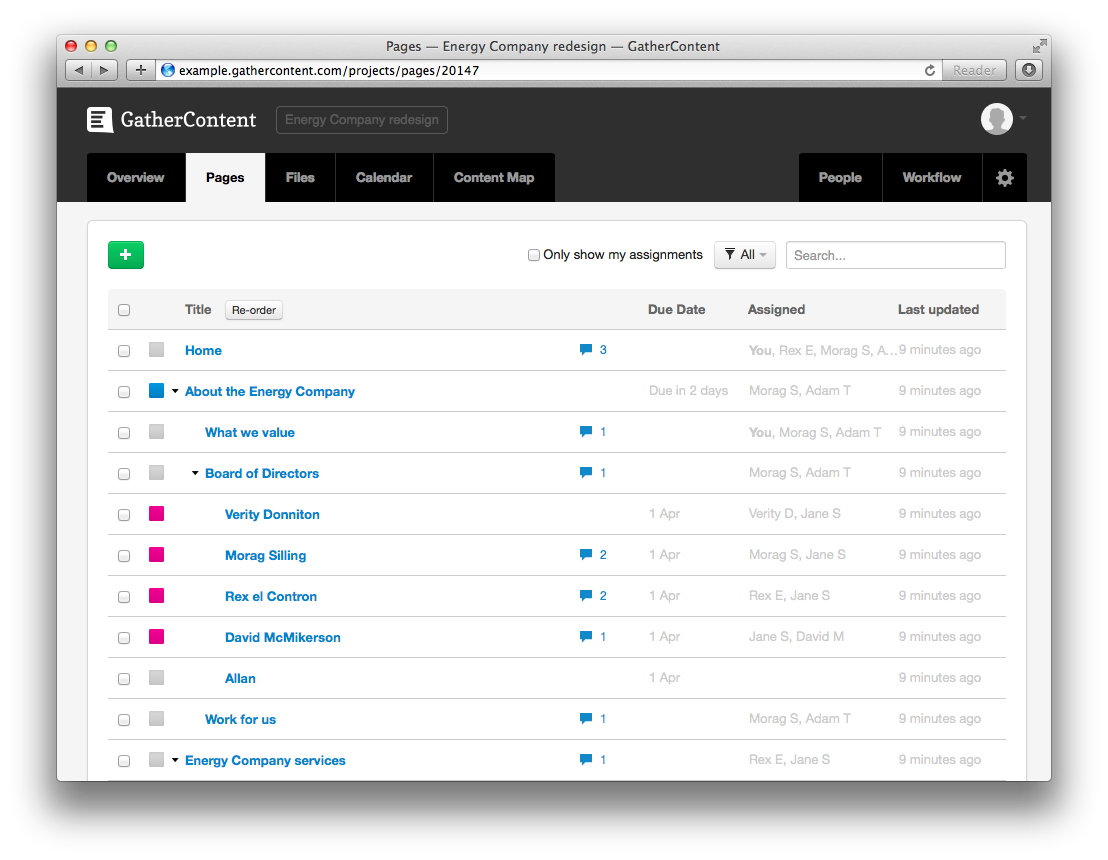 Pages — Energy Company redesign — GatherContent
example.gathercontent.com/projects/pages/20147 Reader
GatherContent Energy Company redesign
Overview Pages Files Calendar Content Map People Workflow
+ Only show my assignments All Search...
Title Re-order Due Date Assigned Last updated
Home 3 You, Rex E, Morag S, A... 9 minutes ago
About the Energy Company Due in 2 days Morag S, Adam T 9 minutes ago
What we value 1 You, Morag S, Adam T 9 minutes ago
Board of Directors 1 Morag S, Adam T 9 minutes ago
Verity Donniton 1 Apr Verity D, Jane S 9 minutes ago
Morag Silling 2 1 Apr Morag S, Jane S 9 minutes ago
Rex el Contron 2 1 Apr Rex E, Jane S 9 minutes ago
David McMikerson 1 1 Apr Jane S, David M 9 minutes ago
Allan 1 Apr 9 minutes ago
Work for us 1 Morag S, Adam T 9 minutes ago
Energy Company services 1 Rex E, Jane S 9 minutes ago